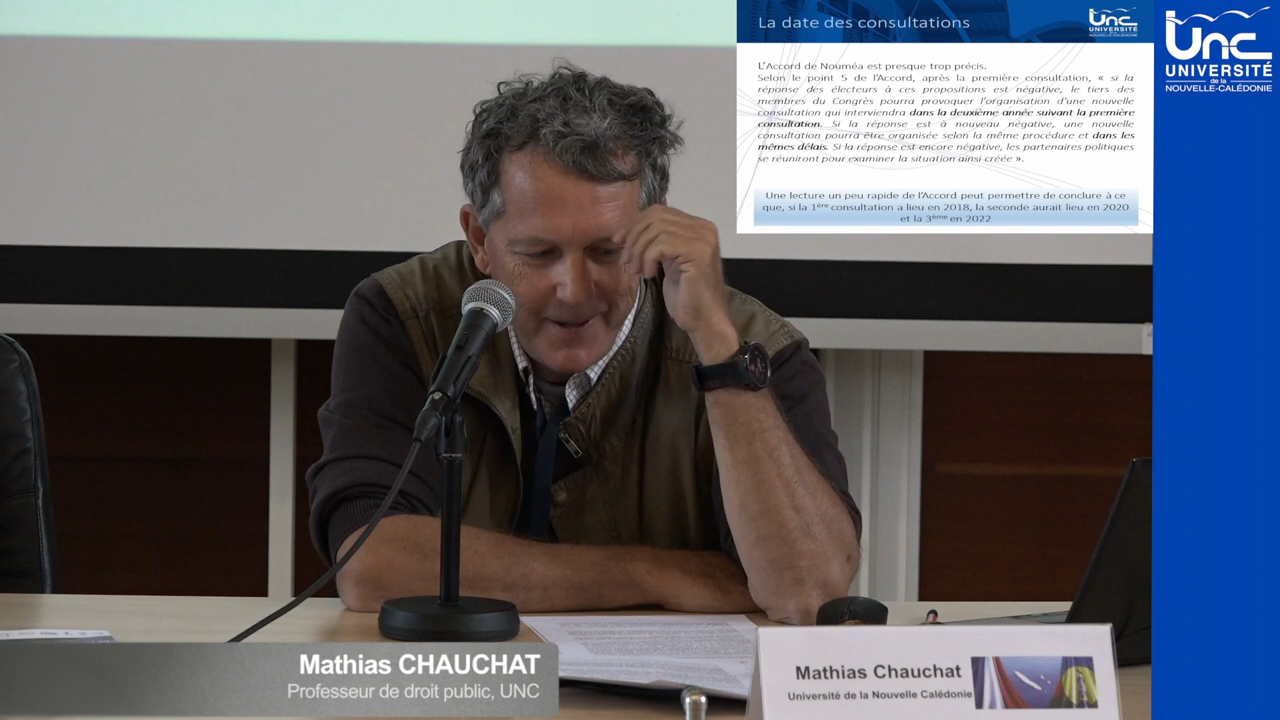 La date des consultations
Unc
UNIVERSITÉ
NOUVELLE-CALÉDONIE
L'Accord de Nouméa est presque trop précis.
Selon le point 5 de l'Accord, après la première consultation, « si la
réponse des électeurs à ces propositions est négative, le tiers des
membres du Congrès pourra provoquer l'organisation d'une nouvelle
consultation qui interviendra dans la deuxième année suivant la première
consultation. Si la réponse est à nouveau négative, une nouvelle
consultation pourra être organisée selon la même procédure et dans les
mêmes délais. Si la réponse est encore négative, les partenaires politiques
se réuniront pour examiner la situation ainsi créée ».
Une lecture un peu rapide de l'Accord peut permettre de conclure à ce
que, si la 1ère consultation a lieu en 2018, la seconde aurait lieu en 2020
et la 3ème en 2022
Unc
UNIVERSITÉ
de la
NOUVELLE-CALÉDONIE
Mathias CHAUCHAT
Professeur de droit public, UNC
Mathias Chauchat
Université de la Nouvelle Calédonie